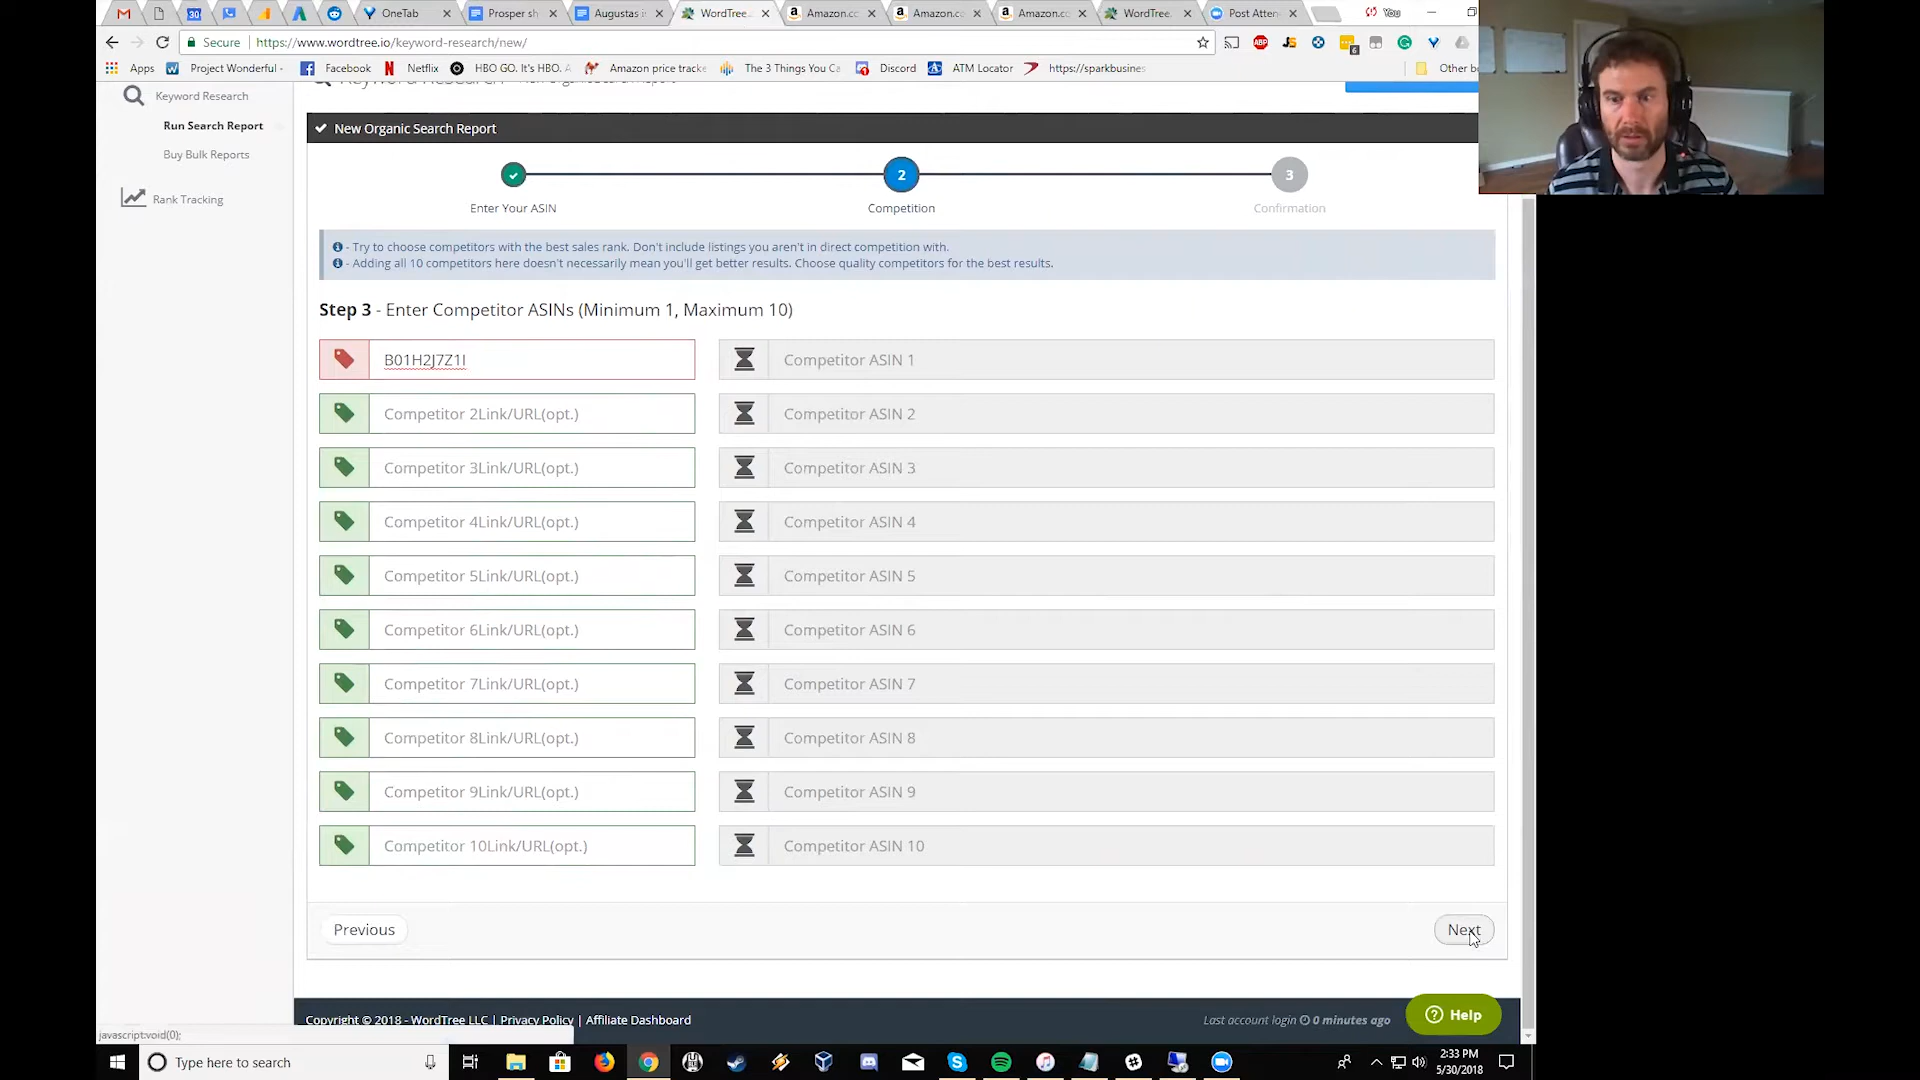 OneTab
Prosper sh
Augustas i
WordTree
Amazon.co
Amazon.co
Amazon.co
WordTree
Post Atten
You
Secure
https://www.wordtree.io/keyword-research/new/
Apps
Project Wonderful -
Facebook
Netflix
HBO GO. It's HBO. A
Amazon price tracke
The 3 Things You Ca
Discord
ATM Locator
https://sparkbusines
Other bo
Keyword Research
Run Search Report
Buy Bulk Reports
Rank Tracking
New Organic Search Report
2
3
Enter Your ASIN
Competition
Confirmation
- Try to choose competitors with the best sales rank. Don't include listings you aren't in direct competition with.
- Adding all 10 competitors here doesn't necessarily mean you'll get better results. Choose quality competitors for the best results.
Step 3 - Enter Competitor ASINs (Minimum 1, Maximum 10)
B01H2J7Z1I
Competitor ASIN 1
Competitor 2Link/URL(opt.)
Competitor ASIN 2
Competitor 3Link/URL(opt.)
Competitor ASIN 3
Competitor 4Link/URL(opt.)
Competitor ASIN 4
Competitor 5Link/URL(opt.)
Competitor ASIN 5
Competitor 6Link/URL(opt.)
Competitor ASIN 6
Competitor 7Link/URL(opt.)
Competitor ASIN 7
Competitor 8Link/URL(opt.)
Competitor ASIN 8
Competitor 9Link/URL(opt.)
Competitor ASIN 9
Competitor 10Link/URL(opt.)
Competitor ASIN 10
Previous
Next
Copyright © 2018 - WordTree LLC | Privacy Policy | Affiliate Dashboard
Last account login 0 minutes ago
Help
javascript:void(0);
Type here to search
2:33 PM
5/30/2018